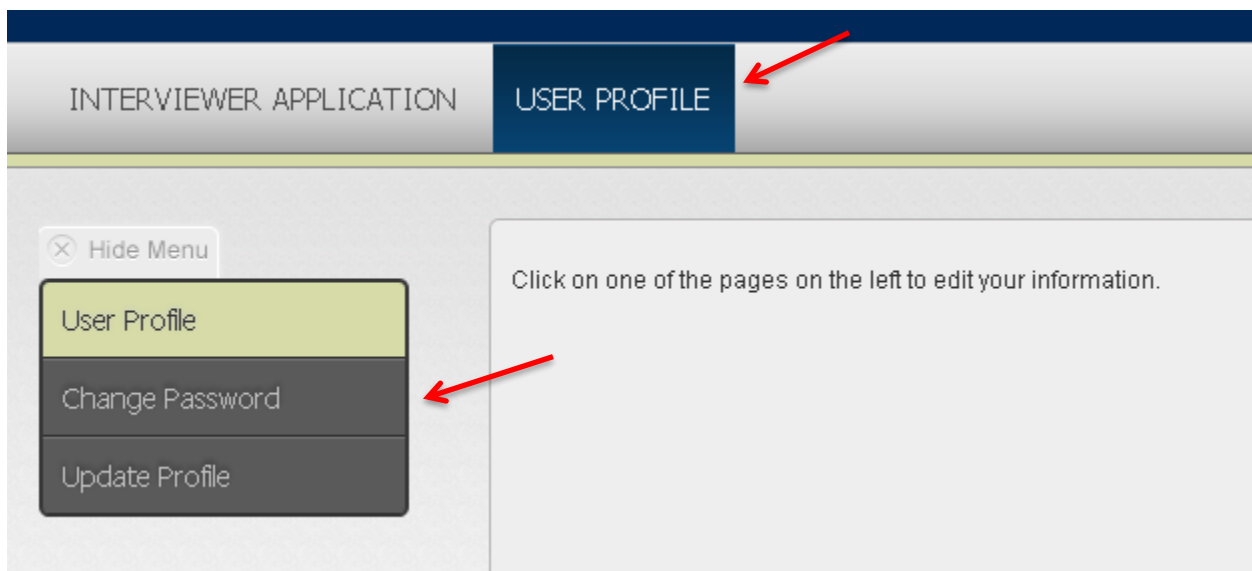 INTERVIEWER APPLICATION
USER PROFILE
Hide Menu
User Profile
Change Password
Update Profile
Click on one of the pages on the left to edit your information.